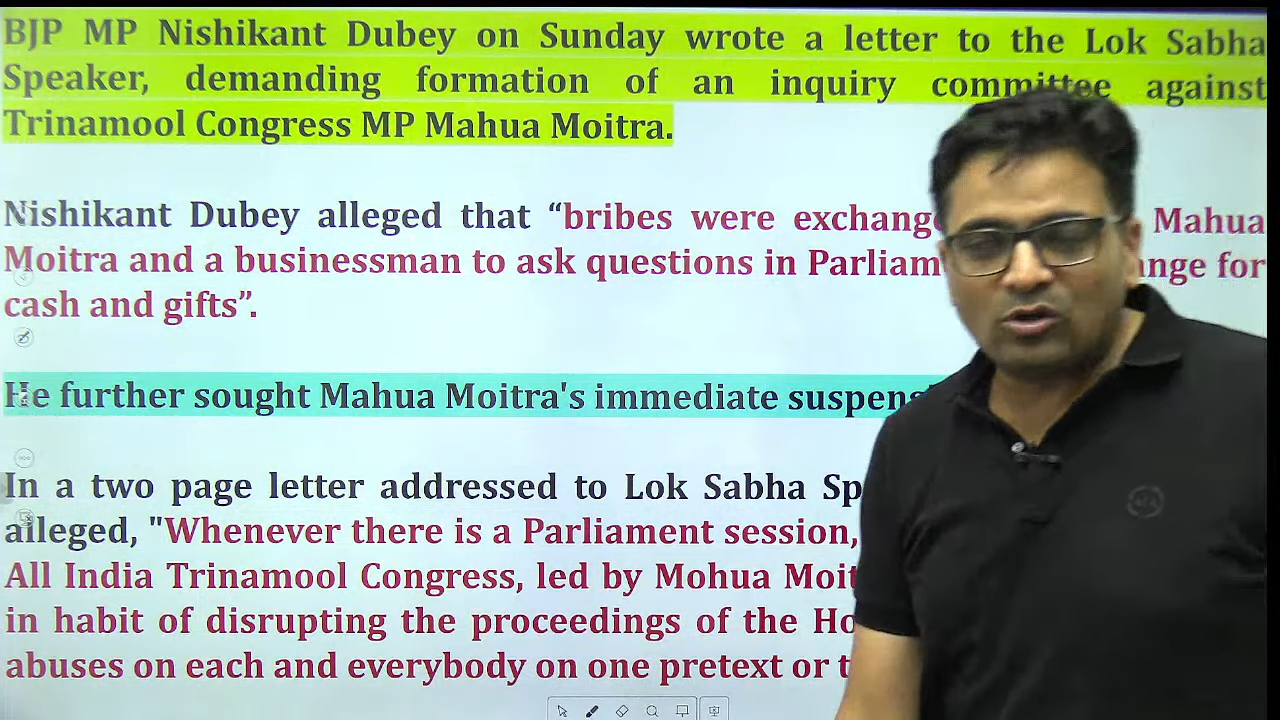 BJP MP Nishikant Dubey on Sunday wrote a letter to the Lok Sabha
Speaker, demanding formation of an inquiry committee against
Trinamool Congress MP Mahua Moitra.
Nishikant Dubey alleged that “bribes were exchang Mahua
Moitra and a businessman to ask questions in Parliam nge for
cash and gifts”.
He further sought Mahua Moitra's immediate suspens
In a two page letter addressed to Lok Sabha Sp
alleged, "Whenever there is a Parliament session,
All India Trinamool Congress, led by Mohua Moit
in habit of disrupting the proceedings of the Ho
abuses on each and everybody on one pretext or t